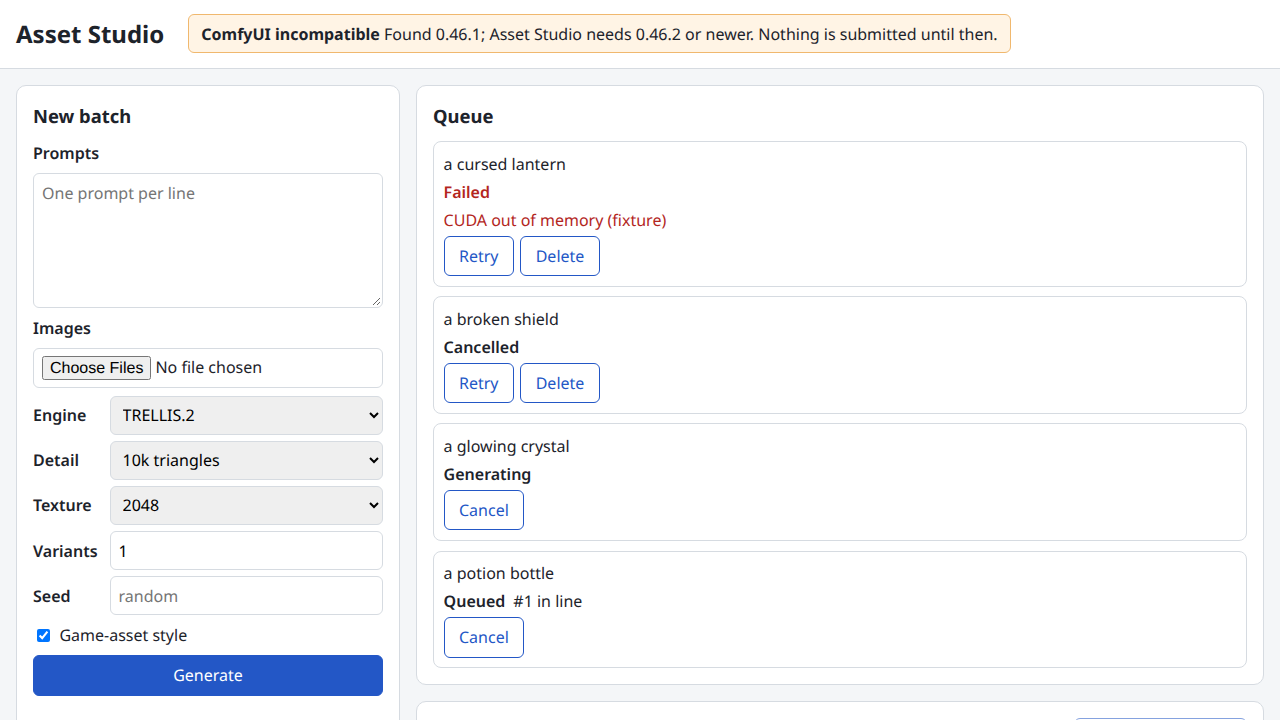 Asset Studio
ComfyUI incompatible Found 0.46.1; Asset Studio needs 0.46.2 or newer. Nothing is submitted until then.
New batch
Prompts
One prompt per line
Images
Choose Files No file chosen
Engine TRELLIS.2
Detail 10k triangles
Texture 2048
Variants 1
Seed random
Game-asset style
Generate
Queue
a cursed lantern
Failed
CUDA out of memory (fixture)
Retry Delete
a broken shield
Cancelled
Retry Delete
a glowing crystal
Generating
Cancel
a potion bottle
Queued #1 in line
Cancel